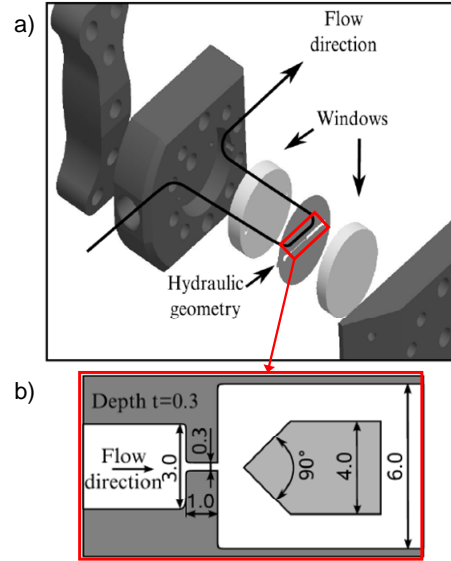 a)
Flow
direction
Windows
Hydraulic
geometry
b)
Depth t=0.3
Flow
direction
3.0
0.3
1.0
90°
4.0
6.0